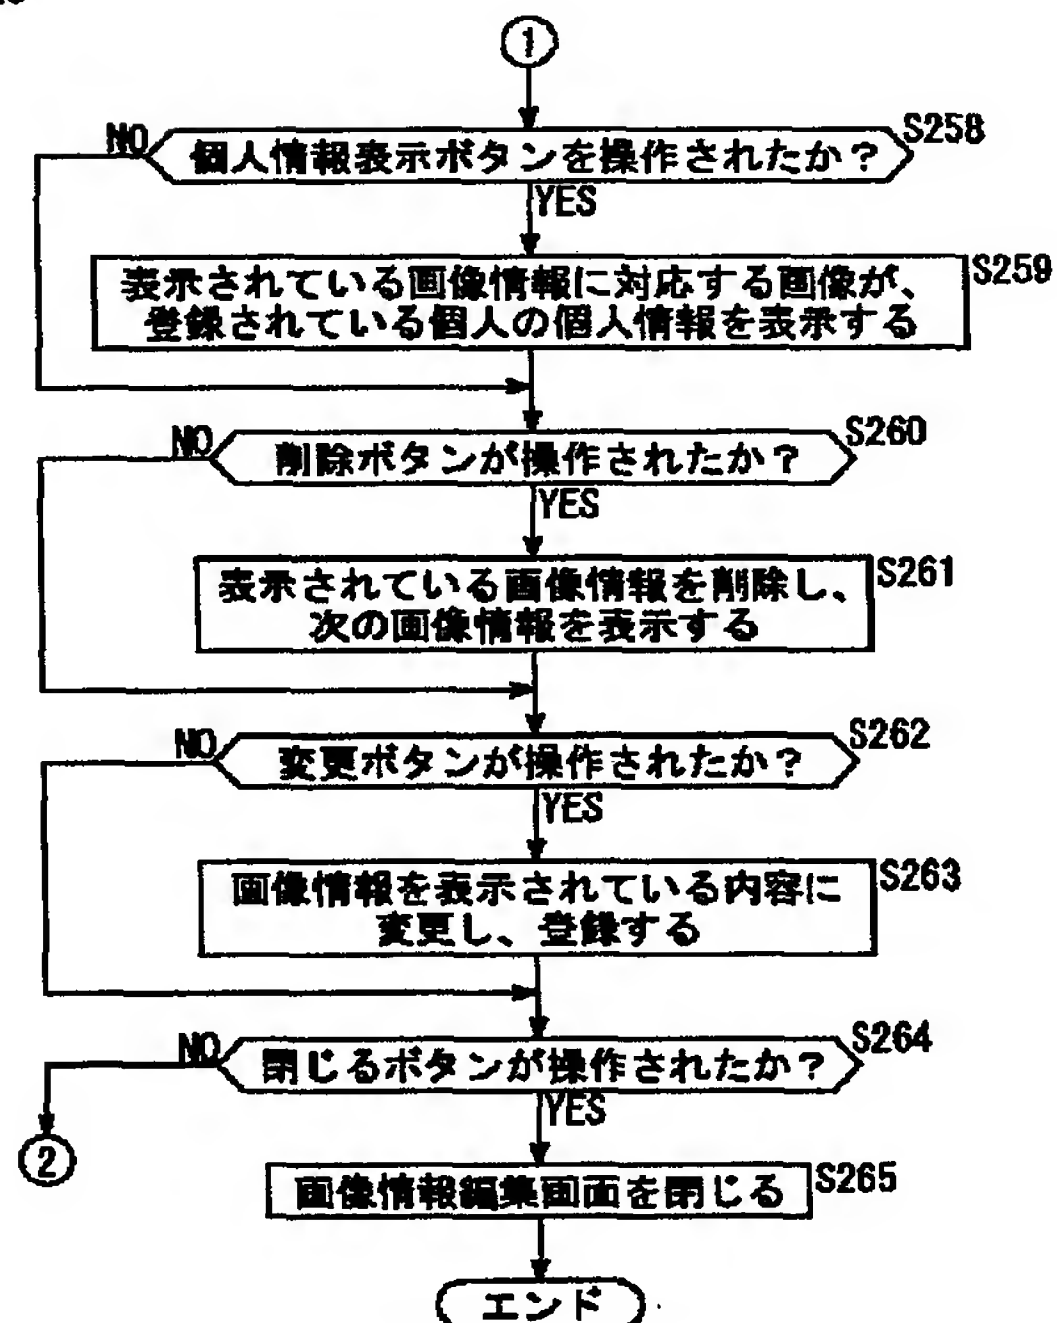 ①
NO
個人情報表示ボタンを操作されたか？
S258
YES
表示されている画像情報に対応する画像が、
登録されている個人の個人情報を表示する
S259
NO
削除ボタンが操作されたか？
S260
YES
表示されている画像情報を削除し、
次の画像情報を表示する
S261
NO
変更ボタンが操作されたか？
S262
YES
画像情報を表示されている内容に
変更し、登録する
S263
NO
閉じるボタンが操作されたか？
S264
YES
②
画像情報編集画面を閉じる
S265
エンド